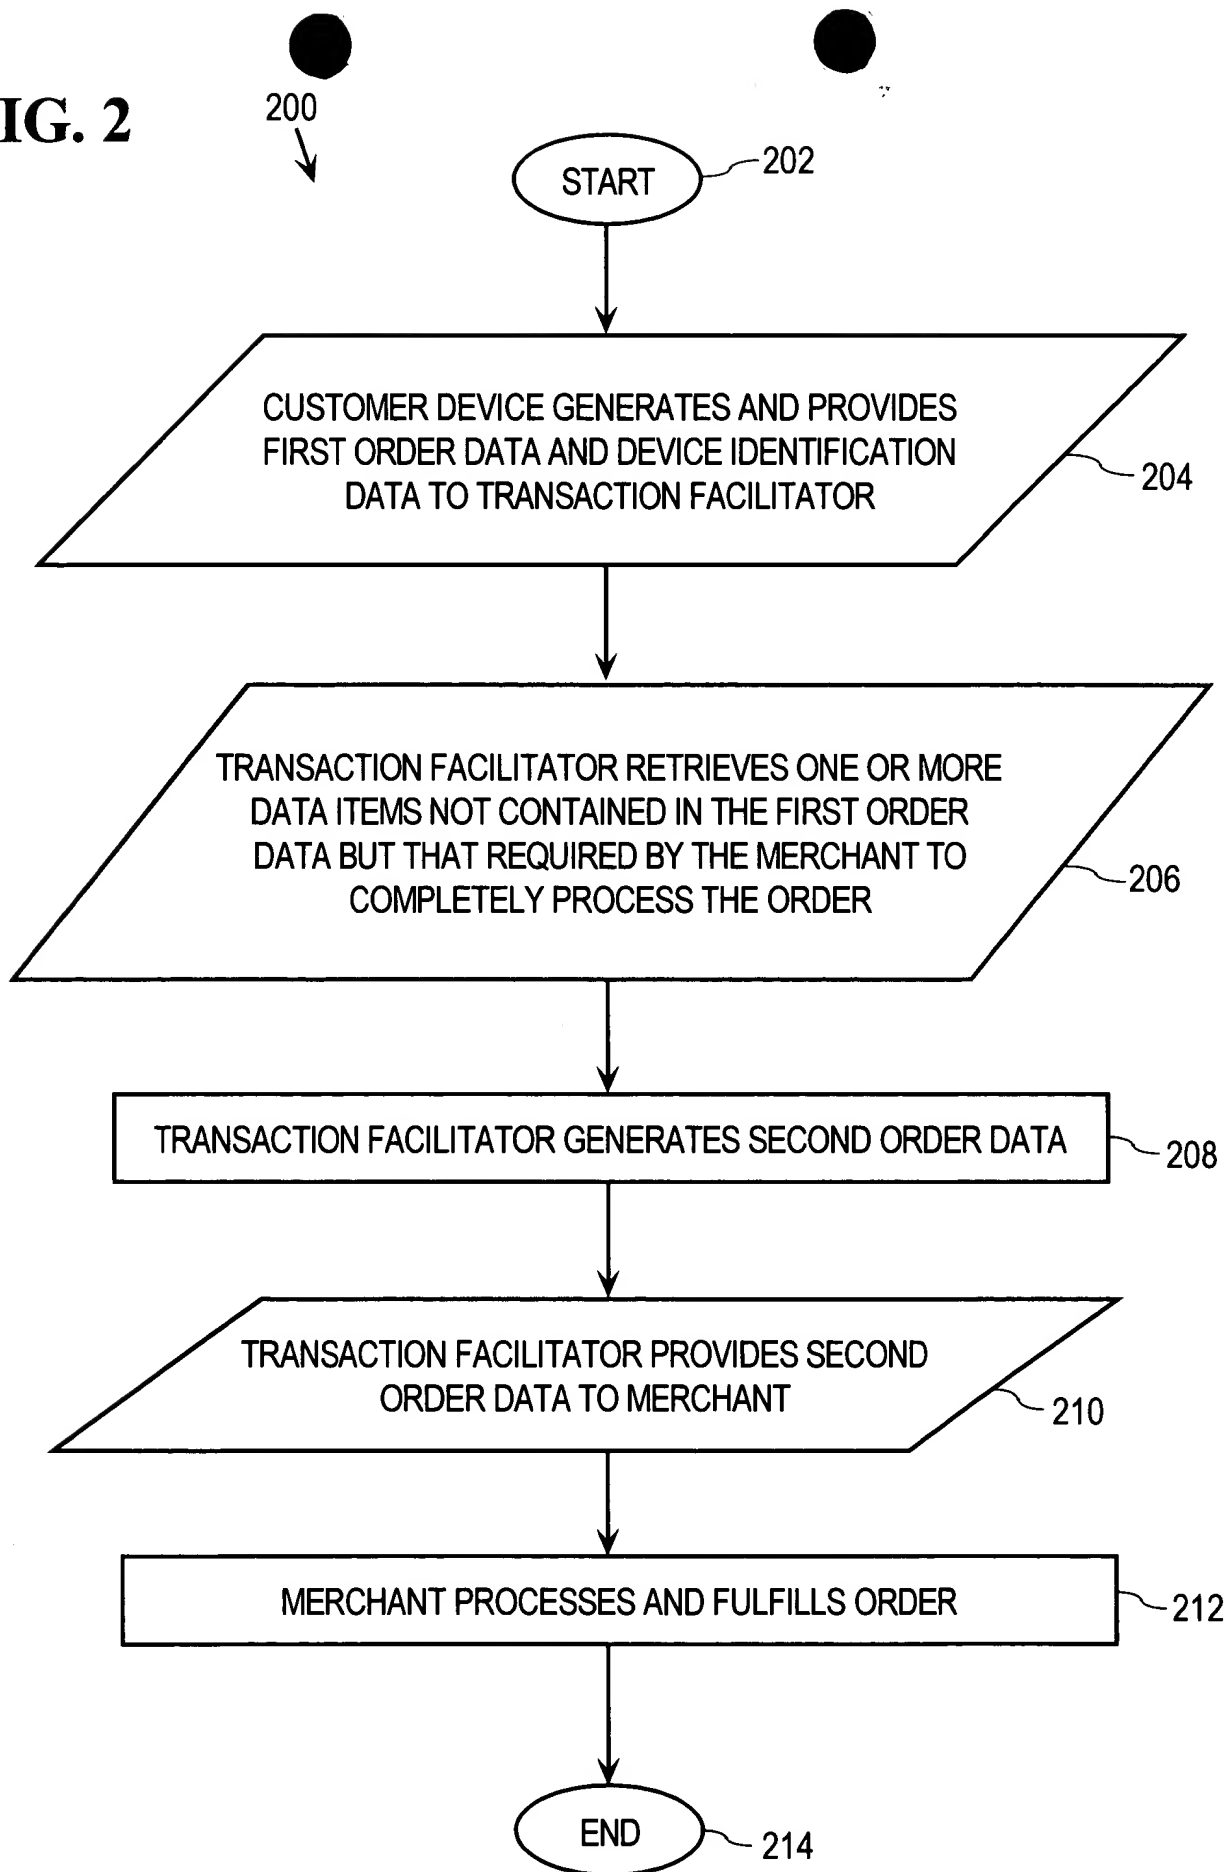 IG. 2
200
START
202
CUSTOMER DEVICE GENERATES AND PROVIDES
FIRST ORDER DATA AND DEVICE IDENTIFICATION
DATA TO TRANSACTION FACILITATOR
204
TRANSACTION FACILITATOR RETRIEVES ONE OR MORE
DATA ITEMS NOT CONTAINED IN THE FIRST ORDER
DATA BUT THAT REQUIRED BY THE MERCHANT TO
COMPLETELY PROCESS THE ORDER
206
TRANSACTION FACILITATOR GENERATES SECOND ORDER DATA
208
TRANSACTION FACILITATOR PROVIDES SECOND
ORDER DATA TO MERCHANT
210
MERCHANT PROCESSES AND FULFILLS ORDER
212
END
214